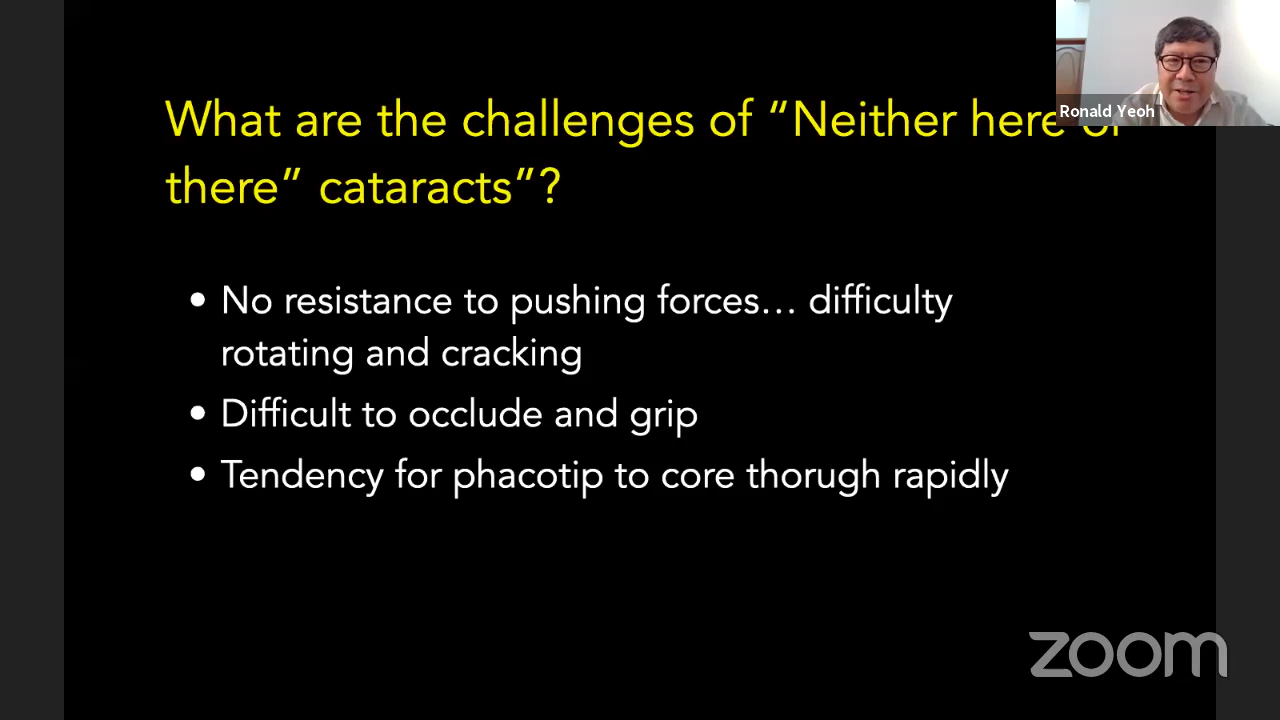 What are the challenges of “Neither here or
there” cataracts”?
• No resistance to pushing forces... difficulty
rotating and cracking
• Difficult to occlude and grip
• Tendency for phacotip to core thorugh rapidly
Ronald Yeoh
zoom